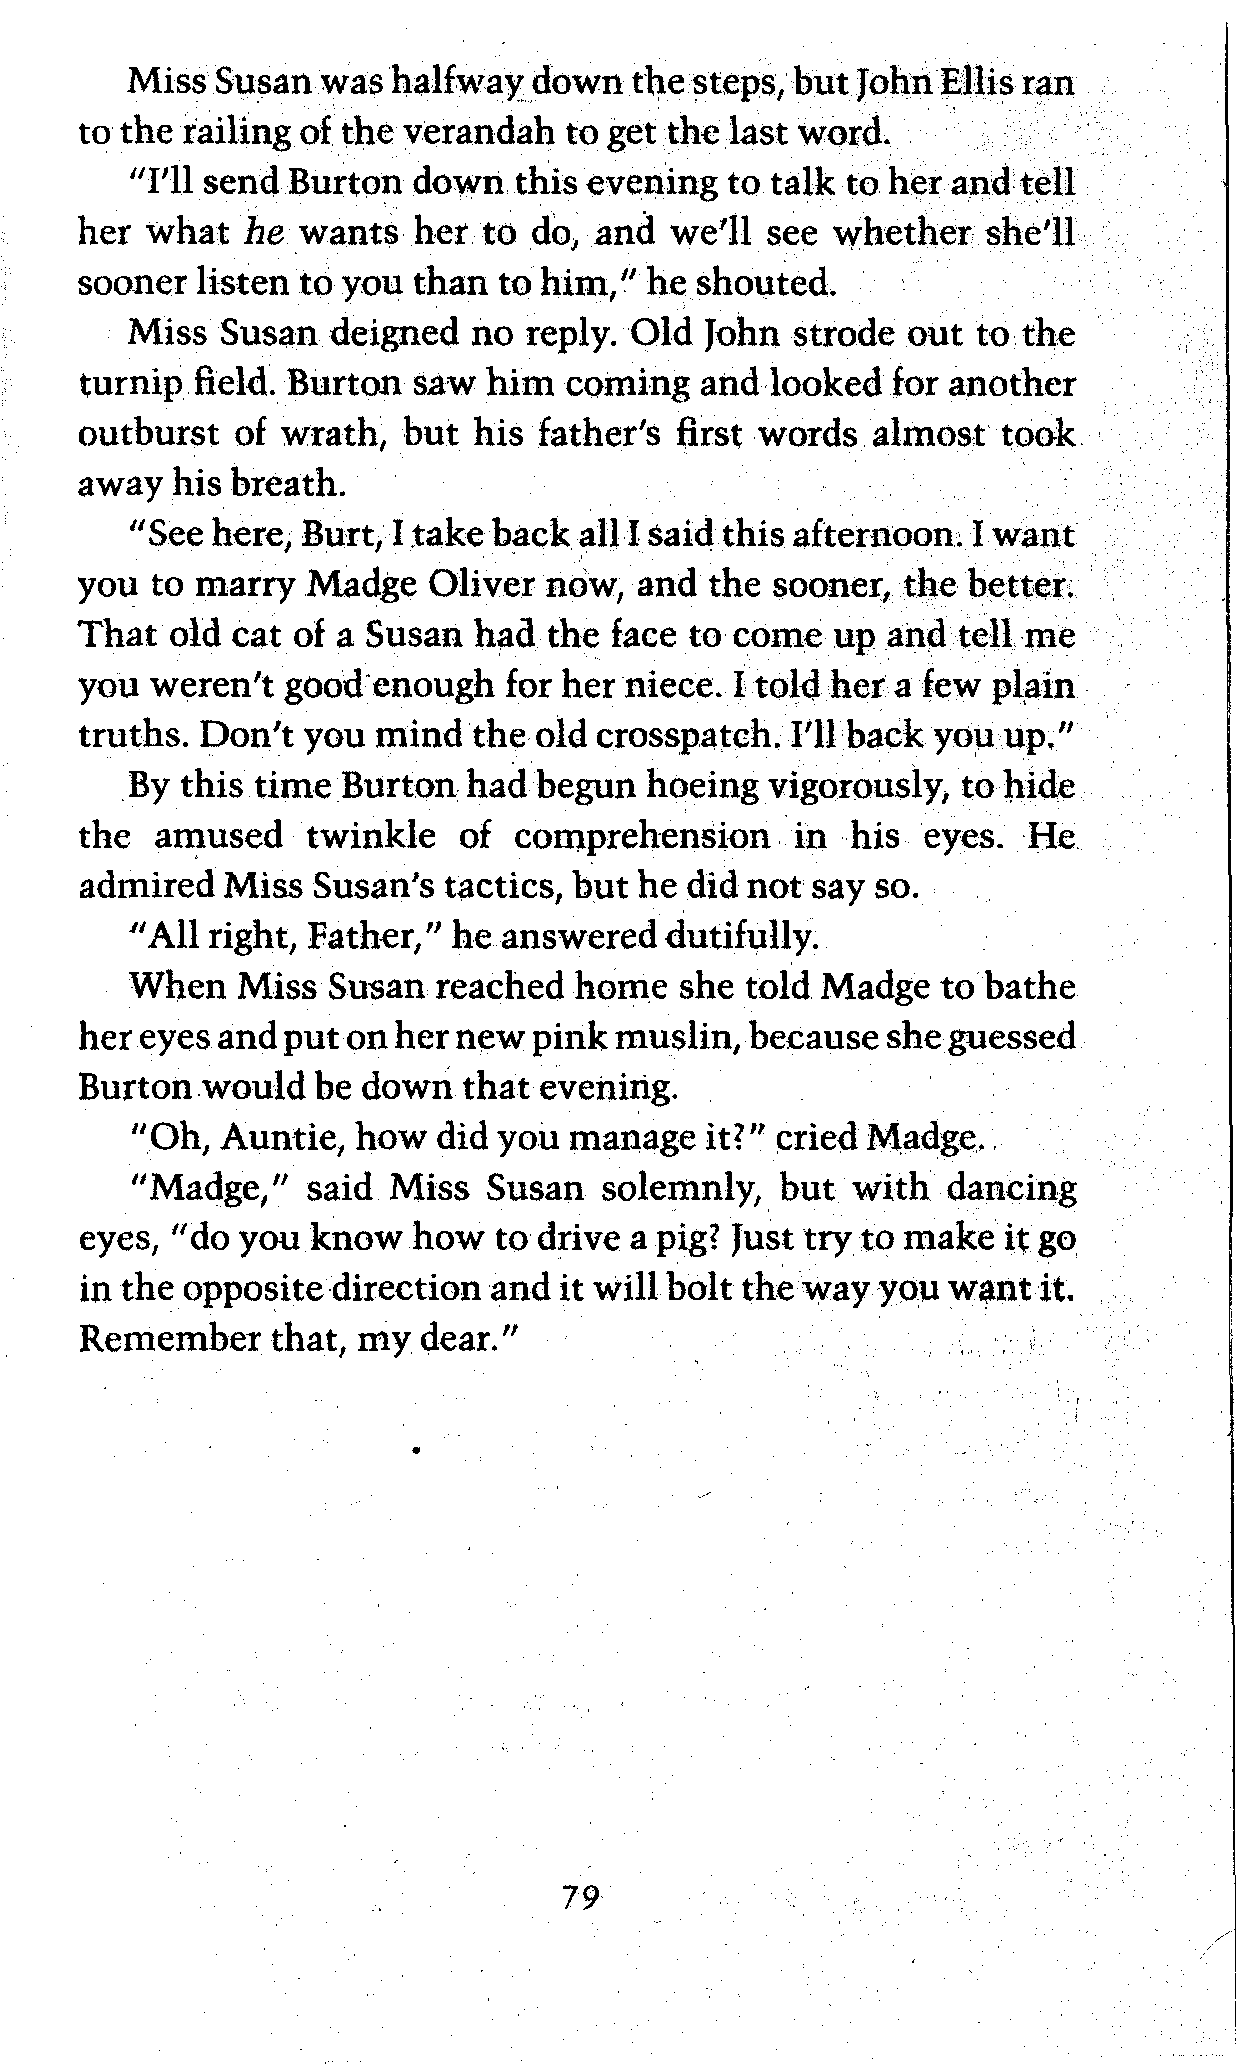 Miss Susan was halfway down the steps, but John Ellis ran
to the railing of the verandah to get the last word.
"I'll send Burton down this evening to talk to her and tell
her what he wants her to do, and we'll see whether she'll
sooner listen to you than to him," he shouted.
Miss Susan deigned no reply. Old John strode out to the
turnip field. Burton saw him coming and looked for another
outburst of wrath, but his father's first words almost took
away his breath.
"See here, Burt, I take back all I said this afternoon. I want
you to marry Madge Oliver now, and the sooner, the better.
That old cat of a Susan had the face to come up and tell me
you weren't good enough for her niece. I told her a few plain
truths. Don't you mind the old crosspatch. I'll back you up."
By this time Burton had begun hoeing vigorously, to hide
the amused twinkle of comprehension in his eyes. He
admired Miss Susan's tactics, but he did not say so.
"All right, Father," he answered dutifully.
When Miss Susan reached home she told Madge to bathe
her eyes and put on her new pink muslin, because she guessed
Burton would be down that evening.
"Oh, Auntie, how did you manage it?" cried Madge.
"Madge," said Miss Susan solemnly, but with dancing
eyes, "do you know how to drive a pig? Just try to make it go
in the opposite direction and it will bolt the way you want it.
Remember that, my dear."
79